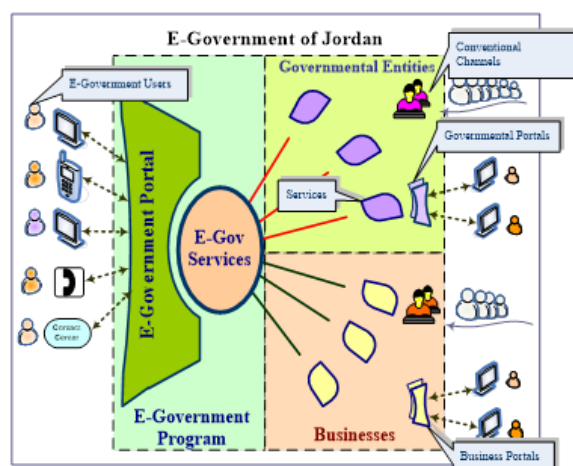 E-Government of Jordan
Conventional
Channels
E-Government Users
Governmental Entities
Governmental Portals
E-Government Portal
Services
E-Gov
Services
Contact
Center
E-Government
Program
Businesses
Business Portals